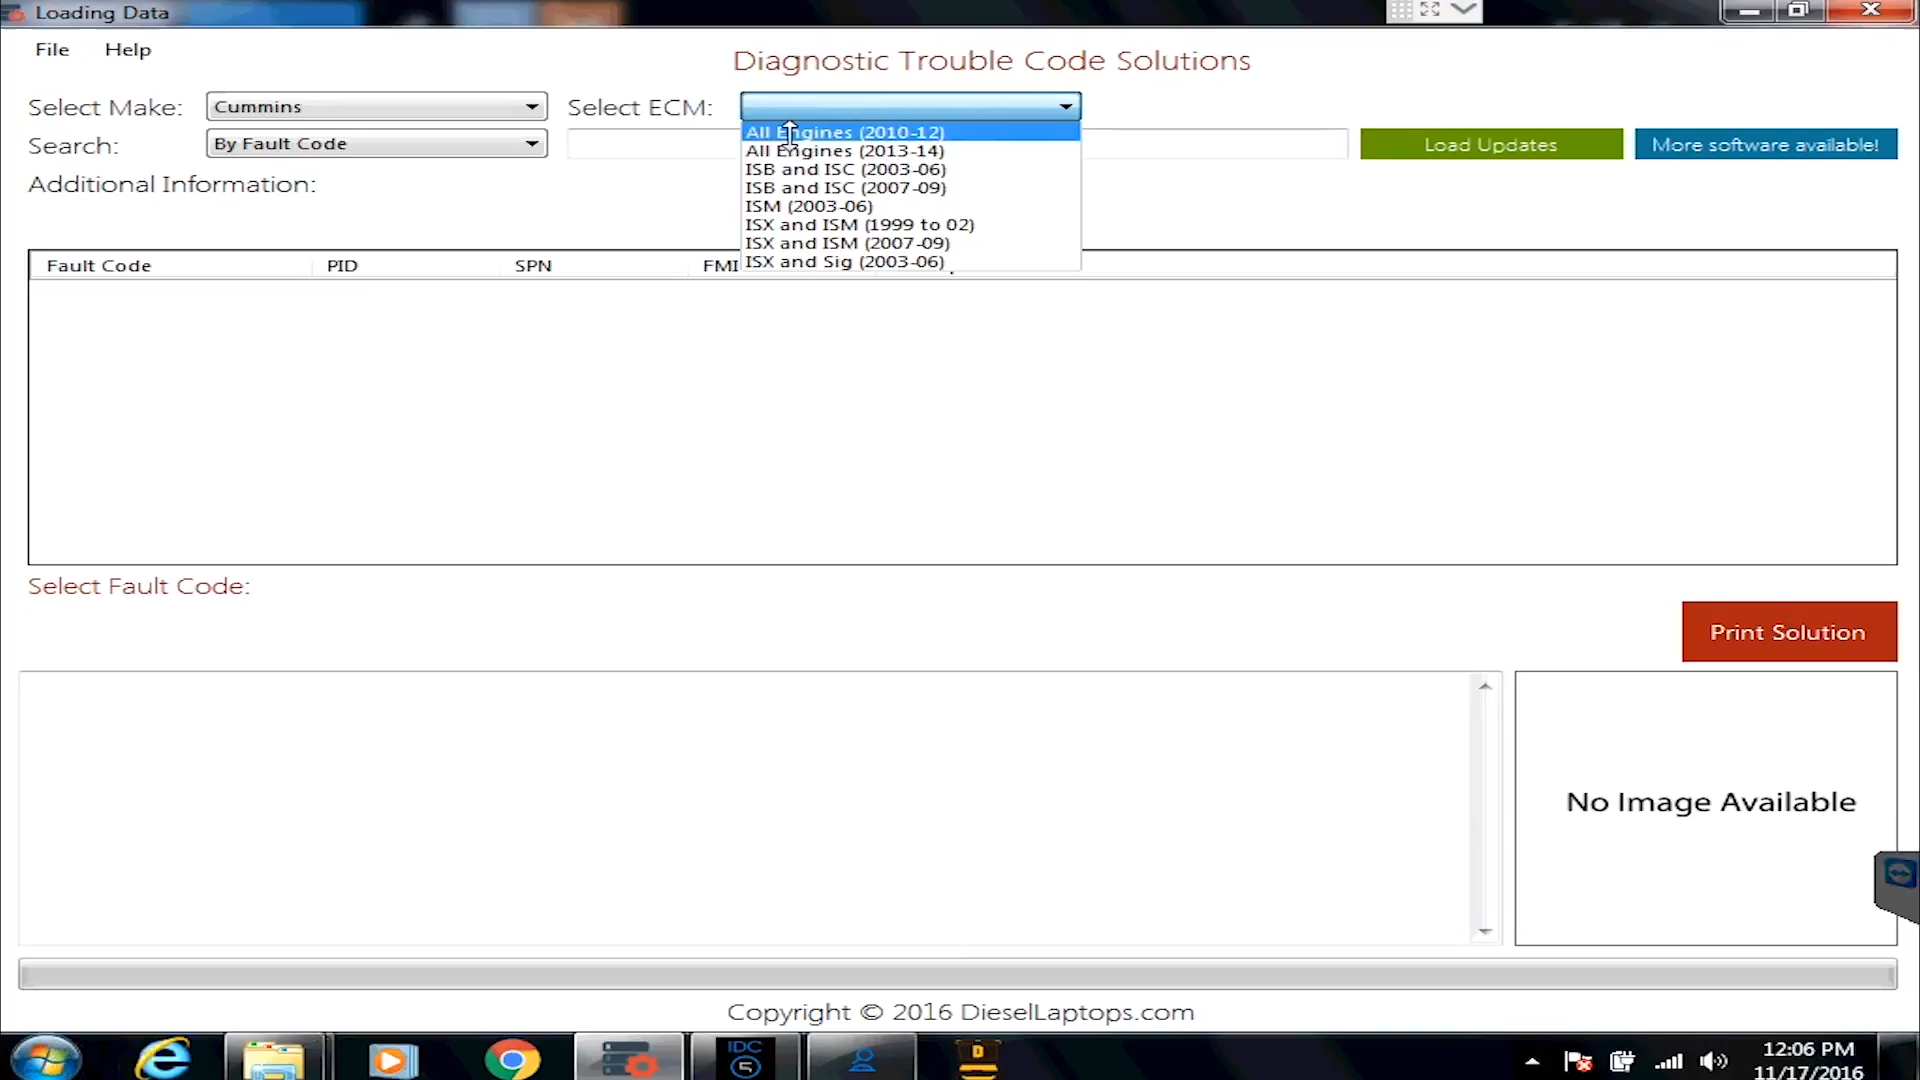 Loading Data
File Help
Diagnostic Trouble Code Solutions
Select Make: Cummins Select ECM:
All Engines (2010-12)
Search: By Fault Code
Load Updates More software available!
All Engines (2013-14)
ISB and ISC (2003-06)
Additional Information:
ISB and ISC (2007-09)
ISM (2003-06)
ISX and ISM (1999 to 02)
ISX and ISM (2007-09)
ISX and Sig (2003-06)
Fault Code PID SPN FMI
Select Fault Code:
Print Solution
No Image Available
Copyright © 2016 DieselLaptops.com
IDC
5
D
12:06 PM
11/17/2016